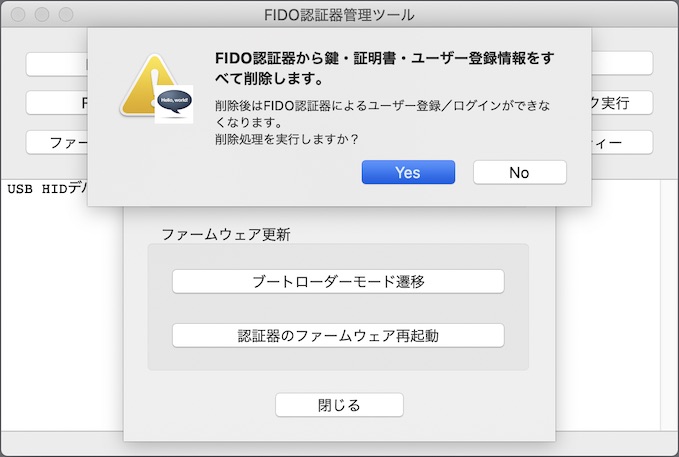 FIDO認証器管理ツール
FIDO認証器から鍵・証明書・ユーザー登録情報をす
べて削除します。
Hello, world!
削除後はFIDO認証器によるユーザー登録／ログインができな
くなります。
削除処理を実行しますか？
Yes
No
ク実行
ファー
ィー
USB HIDデバ
ファームウェア更新
ブートローダーモード遷移
認証器のファームウェア再起動
閉じる